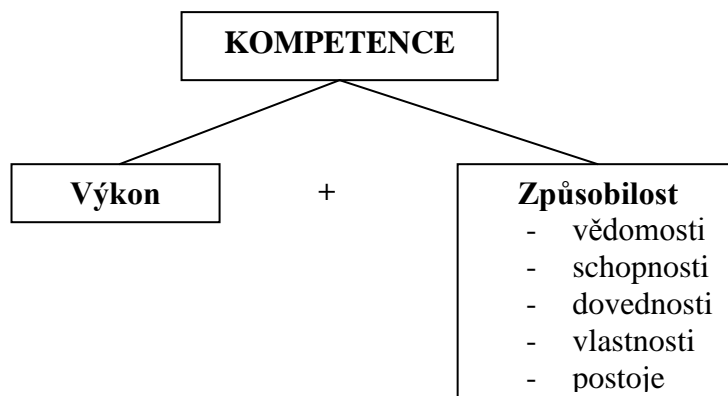 KOMPETENCE
Výkon
+
Způsobilost
- vědomosti
- schopnosti
- dovednosti
- vlastnosti
- postoje